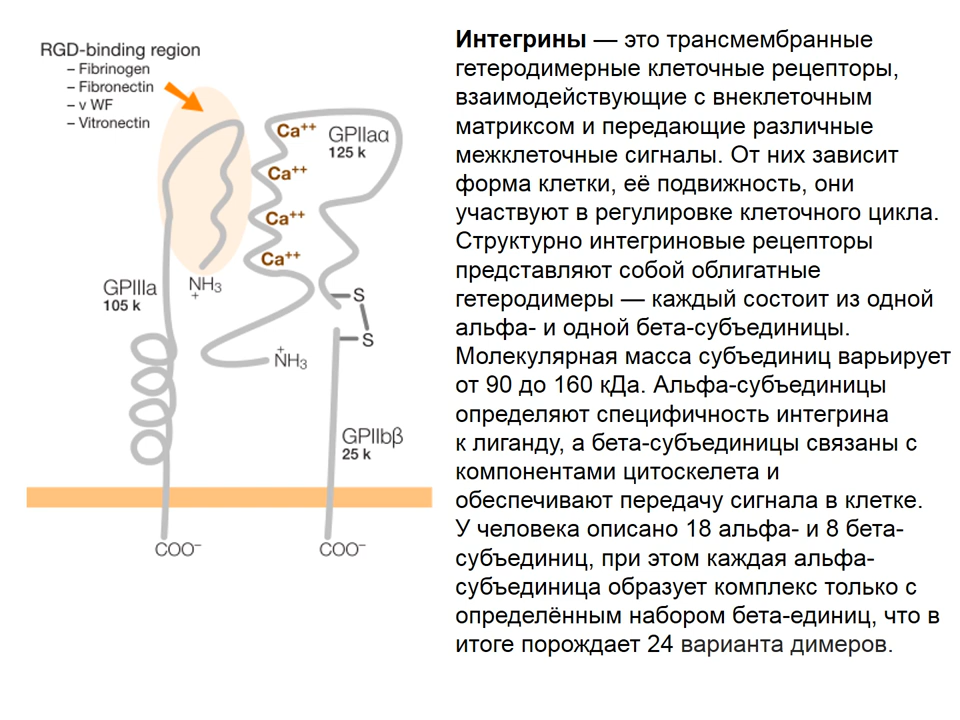 RGD-binding region
– Fibrinogen
– Fibronectin
– v WF
– Vitronectin
Ca++
GPIIaα
125 k
Ca++
Ca++
Ca++
GPIIIa
105 k
NH3
+
S
S
+
NH3
GPIIbβ
25 k
COO–
COO–
Интегрины — это трансмембранные
гетеродимерные клеточные рецепторы,
взаимодействующие с внеклеточным
матриксом и передающие различные
межклеточные сигналы. От них зависит
форма клетки, её подвижность, они
участвуют в регулировке клеточного цикла.
Структурно интегриновые рецепторы
представляют собой облигатные
гетеродимеры — каждый состоит из одной
альфа- и одной бета-субъединицы.
Молекулярная масса субъединиц варьирует
от 90 до 160 кДа. Альфа-субъединицы
определяют специфичность интегрина
к лиганду, а бета-субъединицы связаны с
компонентами цитоскелета и
обеспечивают передачу сигнала в клетке.
У человека описано 18 альфа- и 8 бета-
субъединиц, при этом каждая альфа-
субъединица образует комплекс только с
определённым набором бета-единиц, что в
итоге порождает 24 варианта димеров.